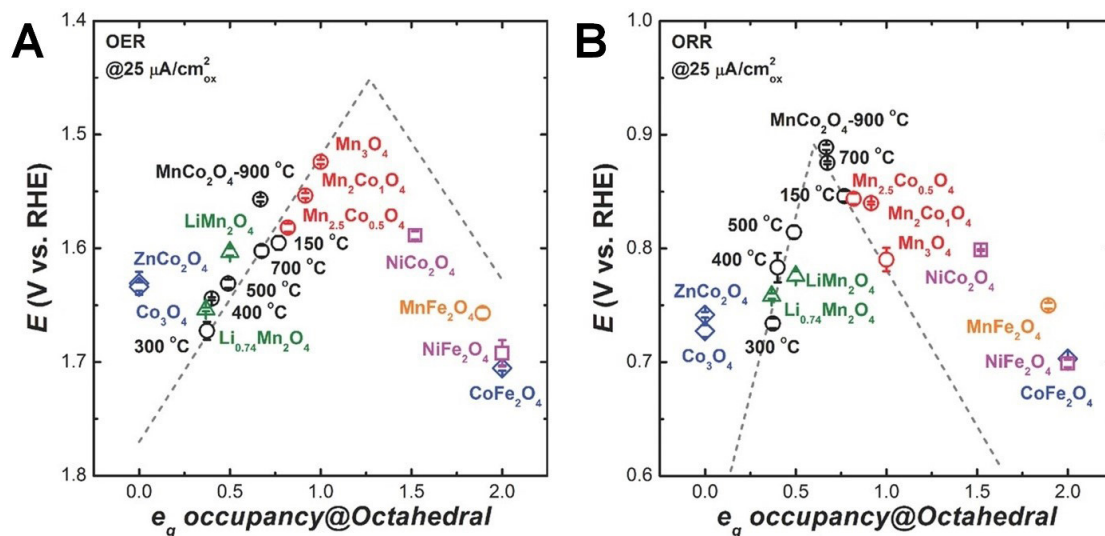 A
OER
@25 μA/cm²ox
1.4
1.5
1.6
1.7
1.8
E (V vs. RHE)
Mn3O4
MnCo2O4-900 °C
Mn2Co1O4
LiMn2O4
Mn2.5Co0.5O4
150 °C
ZnCo2O4
700 °C
NiCo2O4
500 °C
Co3O4
400 °C
MnFe2O4
300 °C
Li0.74Mn2O4
NiFe2O4
CoFe2O4
0.0 0.5 1.0 1.5 2.0
eg occupancy@Octahedral
B
ORR
@25 μA/cm²ox
1.0
0.9
0.8
0.7
0.6
E (V vs. RHE)
MnCo2O4-900 °C
700 °C
Mn2.5Co0.5O4
150 °C
Mn2Co1O4
500 °C
Mn3O4
400 °C
NiCo2O4
LiMn2O4
ZnCo2O4
Li0.74Mn2O4
MnFe2O4
Co3O4
300 °C
NiFe2O4
CoFe2O4
0.0 0.5 1.0 1.5 2.0
eg occupancy@Octahedral